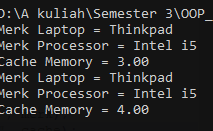 D:\A kuliah\Semester 3\OOP_
Merk Laptop = Thinkpad
Merk Processor = Intel i5
Cache Memory = 3.00
Merk Laptop = Thinkpad
Merk Processor = Intel i5
Cache Memory = 4.00